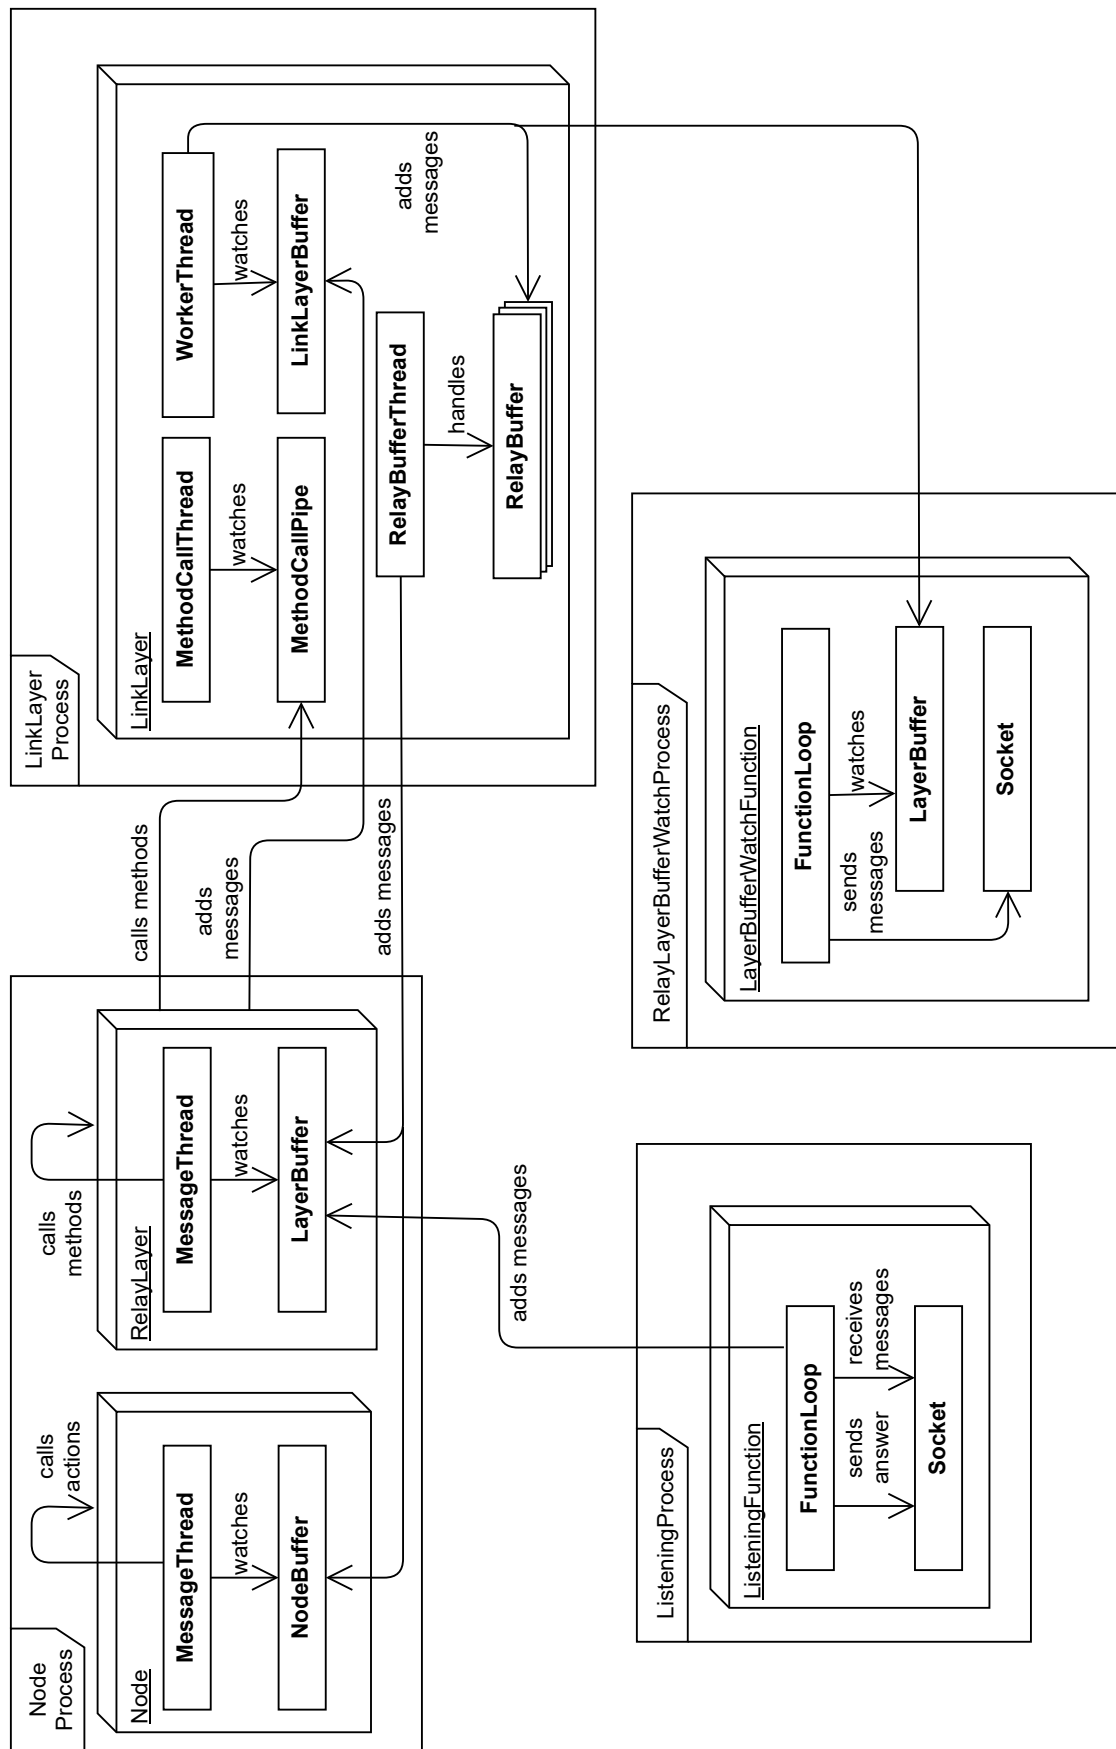 Node
Process
Node
MessageThread
watches
NodeBuffer
calls
actions
RelayLayer
MessageThread
watches
LayerBuffer
calls
methods
calls methods
adds
messages
adds messages
LinkLayer
Process
LinkLayer
MethodCallThread
watches
MethodCallPipe
WorkerThread
watches
LinkLayerBuffer
RelayBufferThread
handles
RelayBuffer
adds
messages
ListeningProcess
ListeningFunction
FunctionLoop
sends
answer
receives
messages
Socket
adds messages
RelayLayerBufferWatchProcess
LayerBufferWatchFunction
FunctionLoop
sends
messages
watches
LayerBuffer
Socket